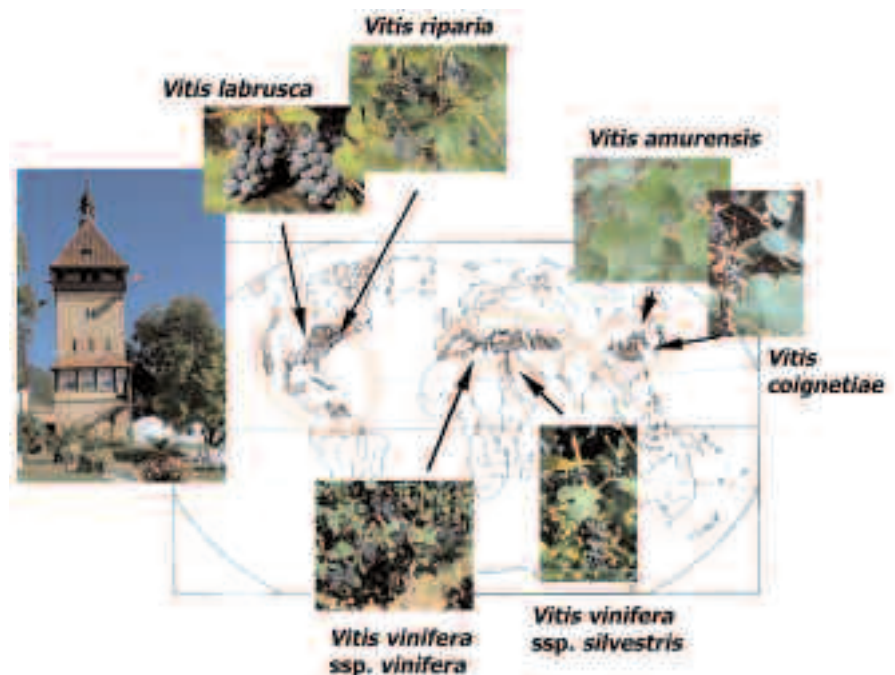 Vitis riparia
Vitis labrusca
Vitis amurensis
Vitis
coignetiae
Vitis vinifera
ssp. silvestris
Vitis vinifera
ssp. vinifera